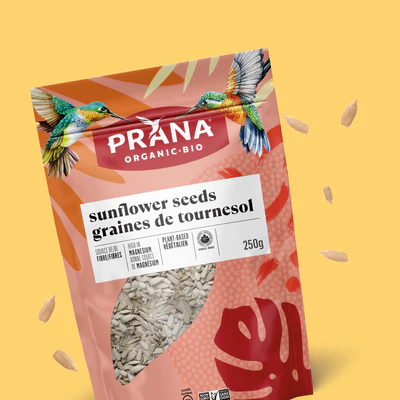 PRANA
ORGANIC•BIO
sunflower seeds
graines de tournesol
SOURCE OF/DE
FIBRE/FIBRES
HIGH IN
MAGNESIUM
BONNE SOURCE
DE MAGNÉSIUM
PLANT-BASED
VÉGÉTALIEN
250g